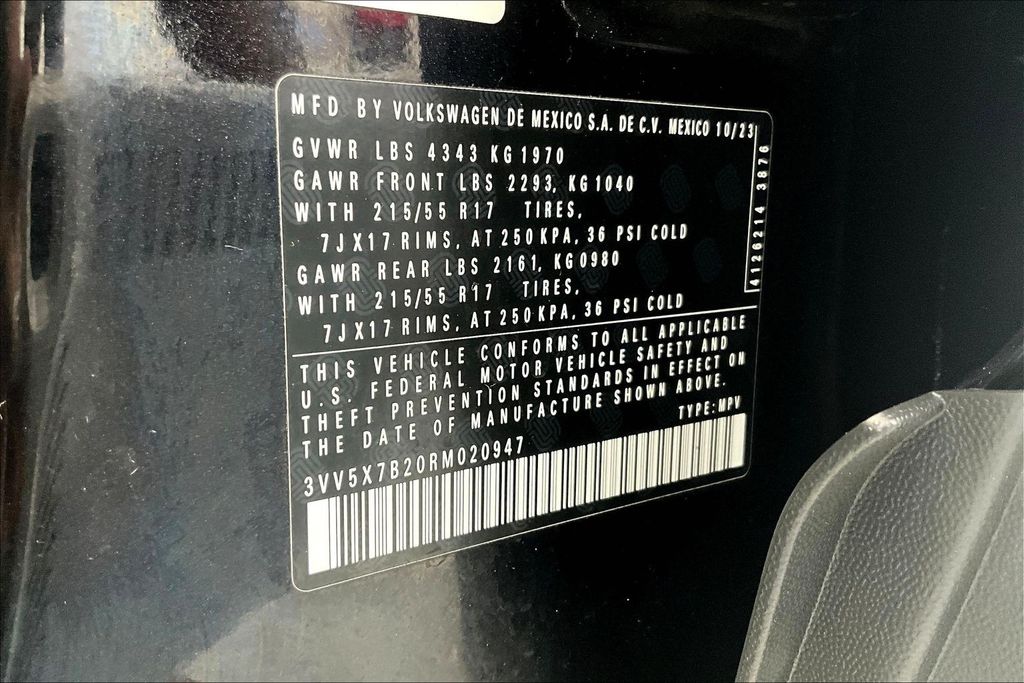 MFD BY VOLKSWAGEN DE MEXICO S.A. DE C.V. MEXICO 10/23
GVWR LBS 4343 KG 1970
GAWR FRONT LBS 2293, KG 1040
WITH 215/55 R17 TIRES,
7JX17 RIMS, AT 250 KPA, 36 PSI COLD
GAWR REAR LBS 2161, KG 0980
WITH 215/55 R17 TIRES,
7JX17 RIMS, AT 250 KPA, 36 PSI COLD
4126214 3876
THIS VEHICLE CONFORMS TO ALL APPLICABLE
U.S. FEDERAL MOTOR VEHICLE SAFETY AND
THEFT PREVENTION STANDARDS IN EFFECT ON
THE DATE OF MANUFACTURE SHOWN ABOVE.
3VV5X7B20RM020947 TYPE: MPV